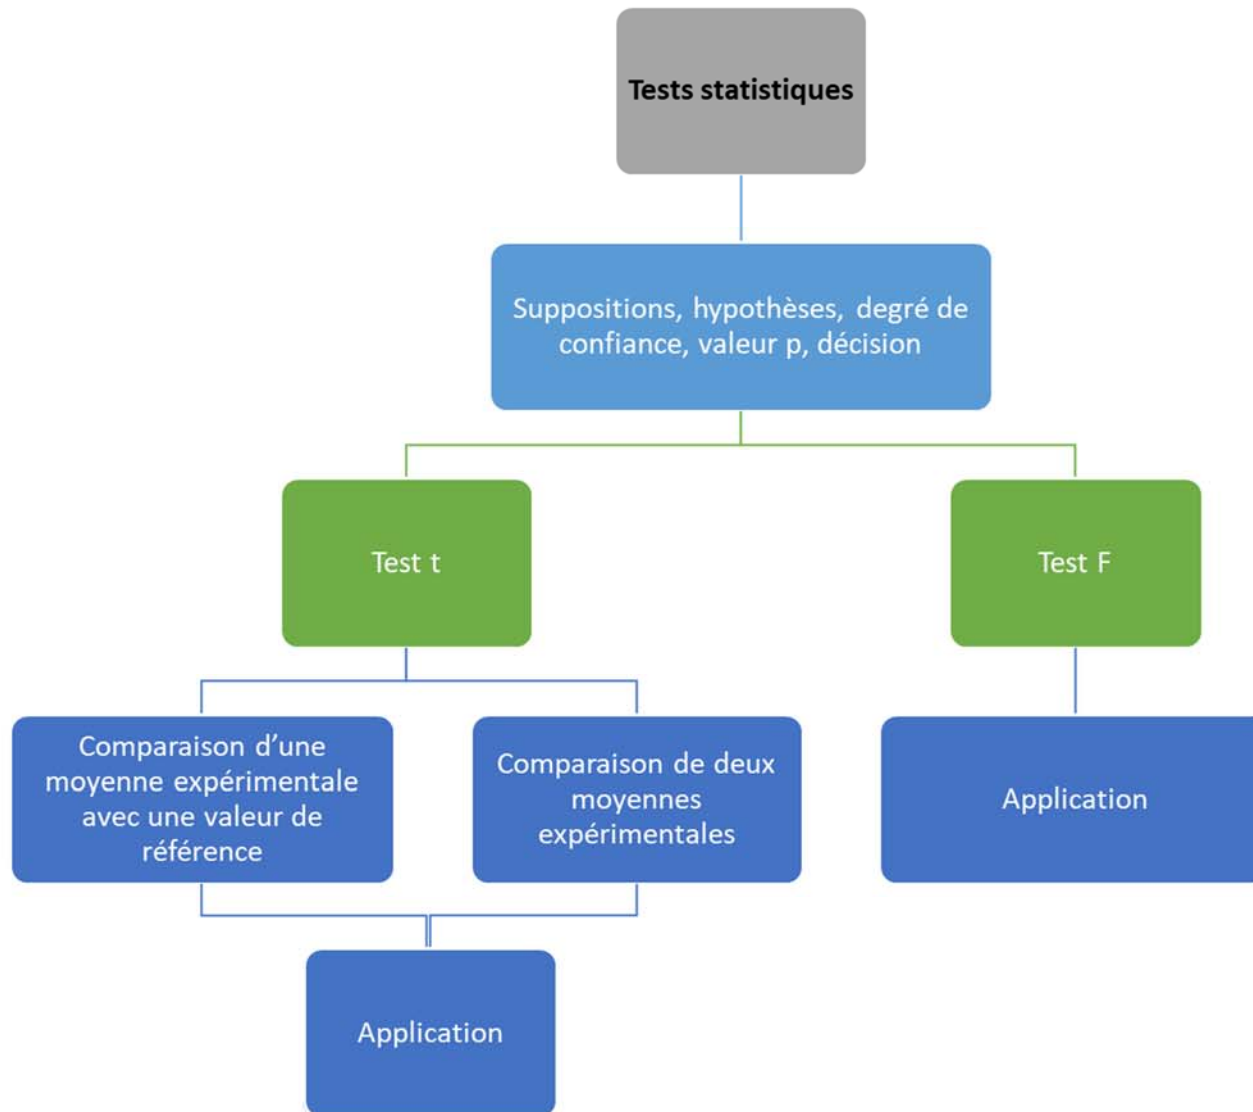 Tests statistiques
Suppositions, hypothèses, degré de
confiance, valeur p, décision
Test t
Test F
Comparaison d’une
moyenne expérimentale
avec une valeur de
référence
Comparaison de deux
moyennes
expérimentales
Application
Application